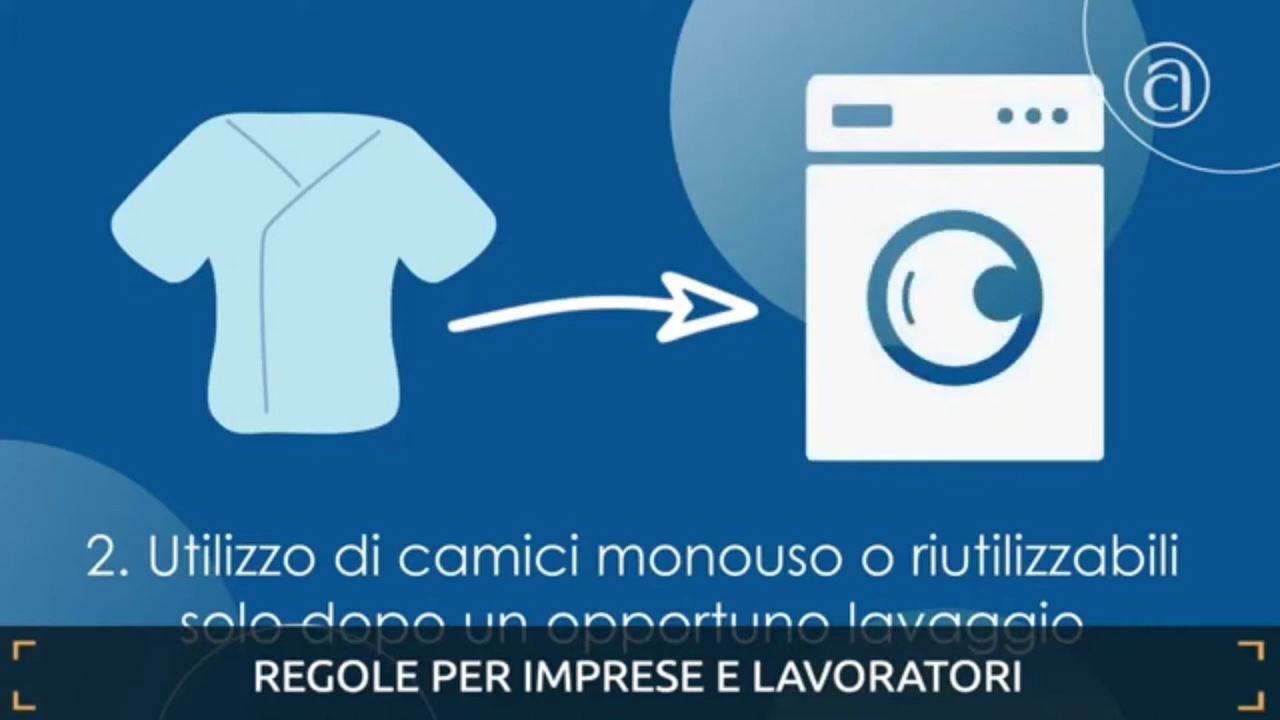 a
2. Utilizzo di camici monouso o riutilizzabili
solo dopo un opportuno lavaggio
REGOLE PER IMPRESE E LAVORATORI